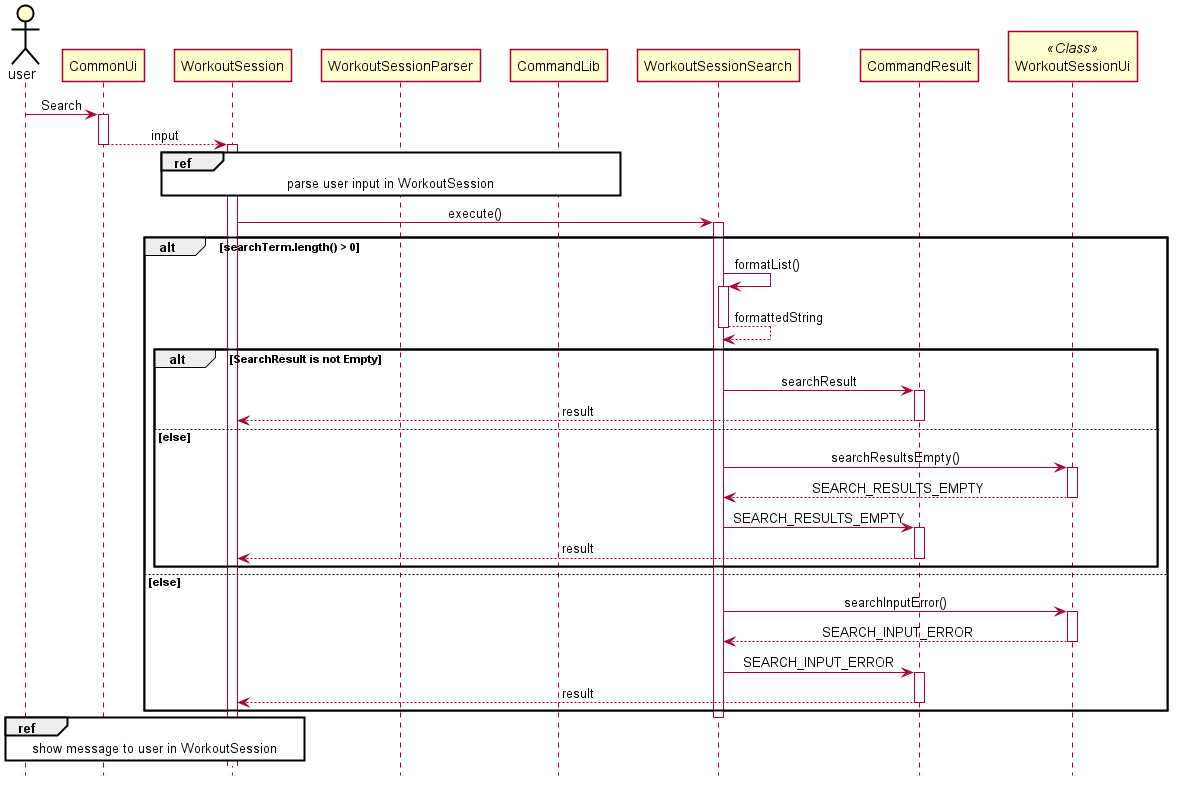 user
CommonUi
WorkoutSession
WorkoutSessionParser
CommandLib
WorkoutSessionSearch
CommandResult
«Class»
WorkoutSessionUi
Search
input
ref
parse user input in WorkoutSession
execute()
alt [searchTerm.length() > 0]
formatList()
formattedString
alt [SearchResult is not Empty]
searchResult
result
[else]
searchResultsEmpty()
SEARCH_RESULTS_EMPTY
SEARCH_RESULTS_EMPTY
result
[else]
searchInputError()
SEARCH_INPUT_ERROR
SEARCH_INPUT_ERROR
result
ref
show message to user in WorkoutSession